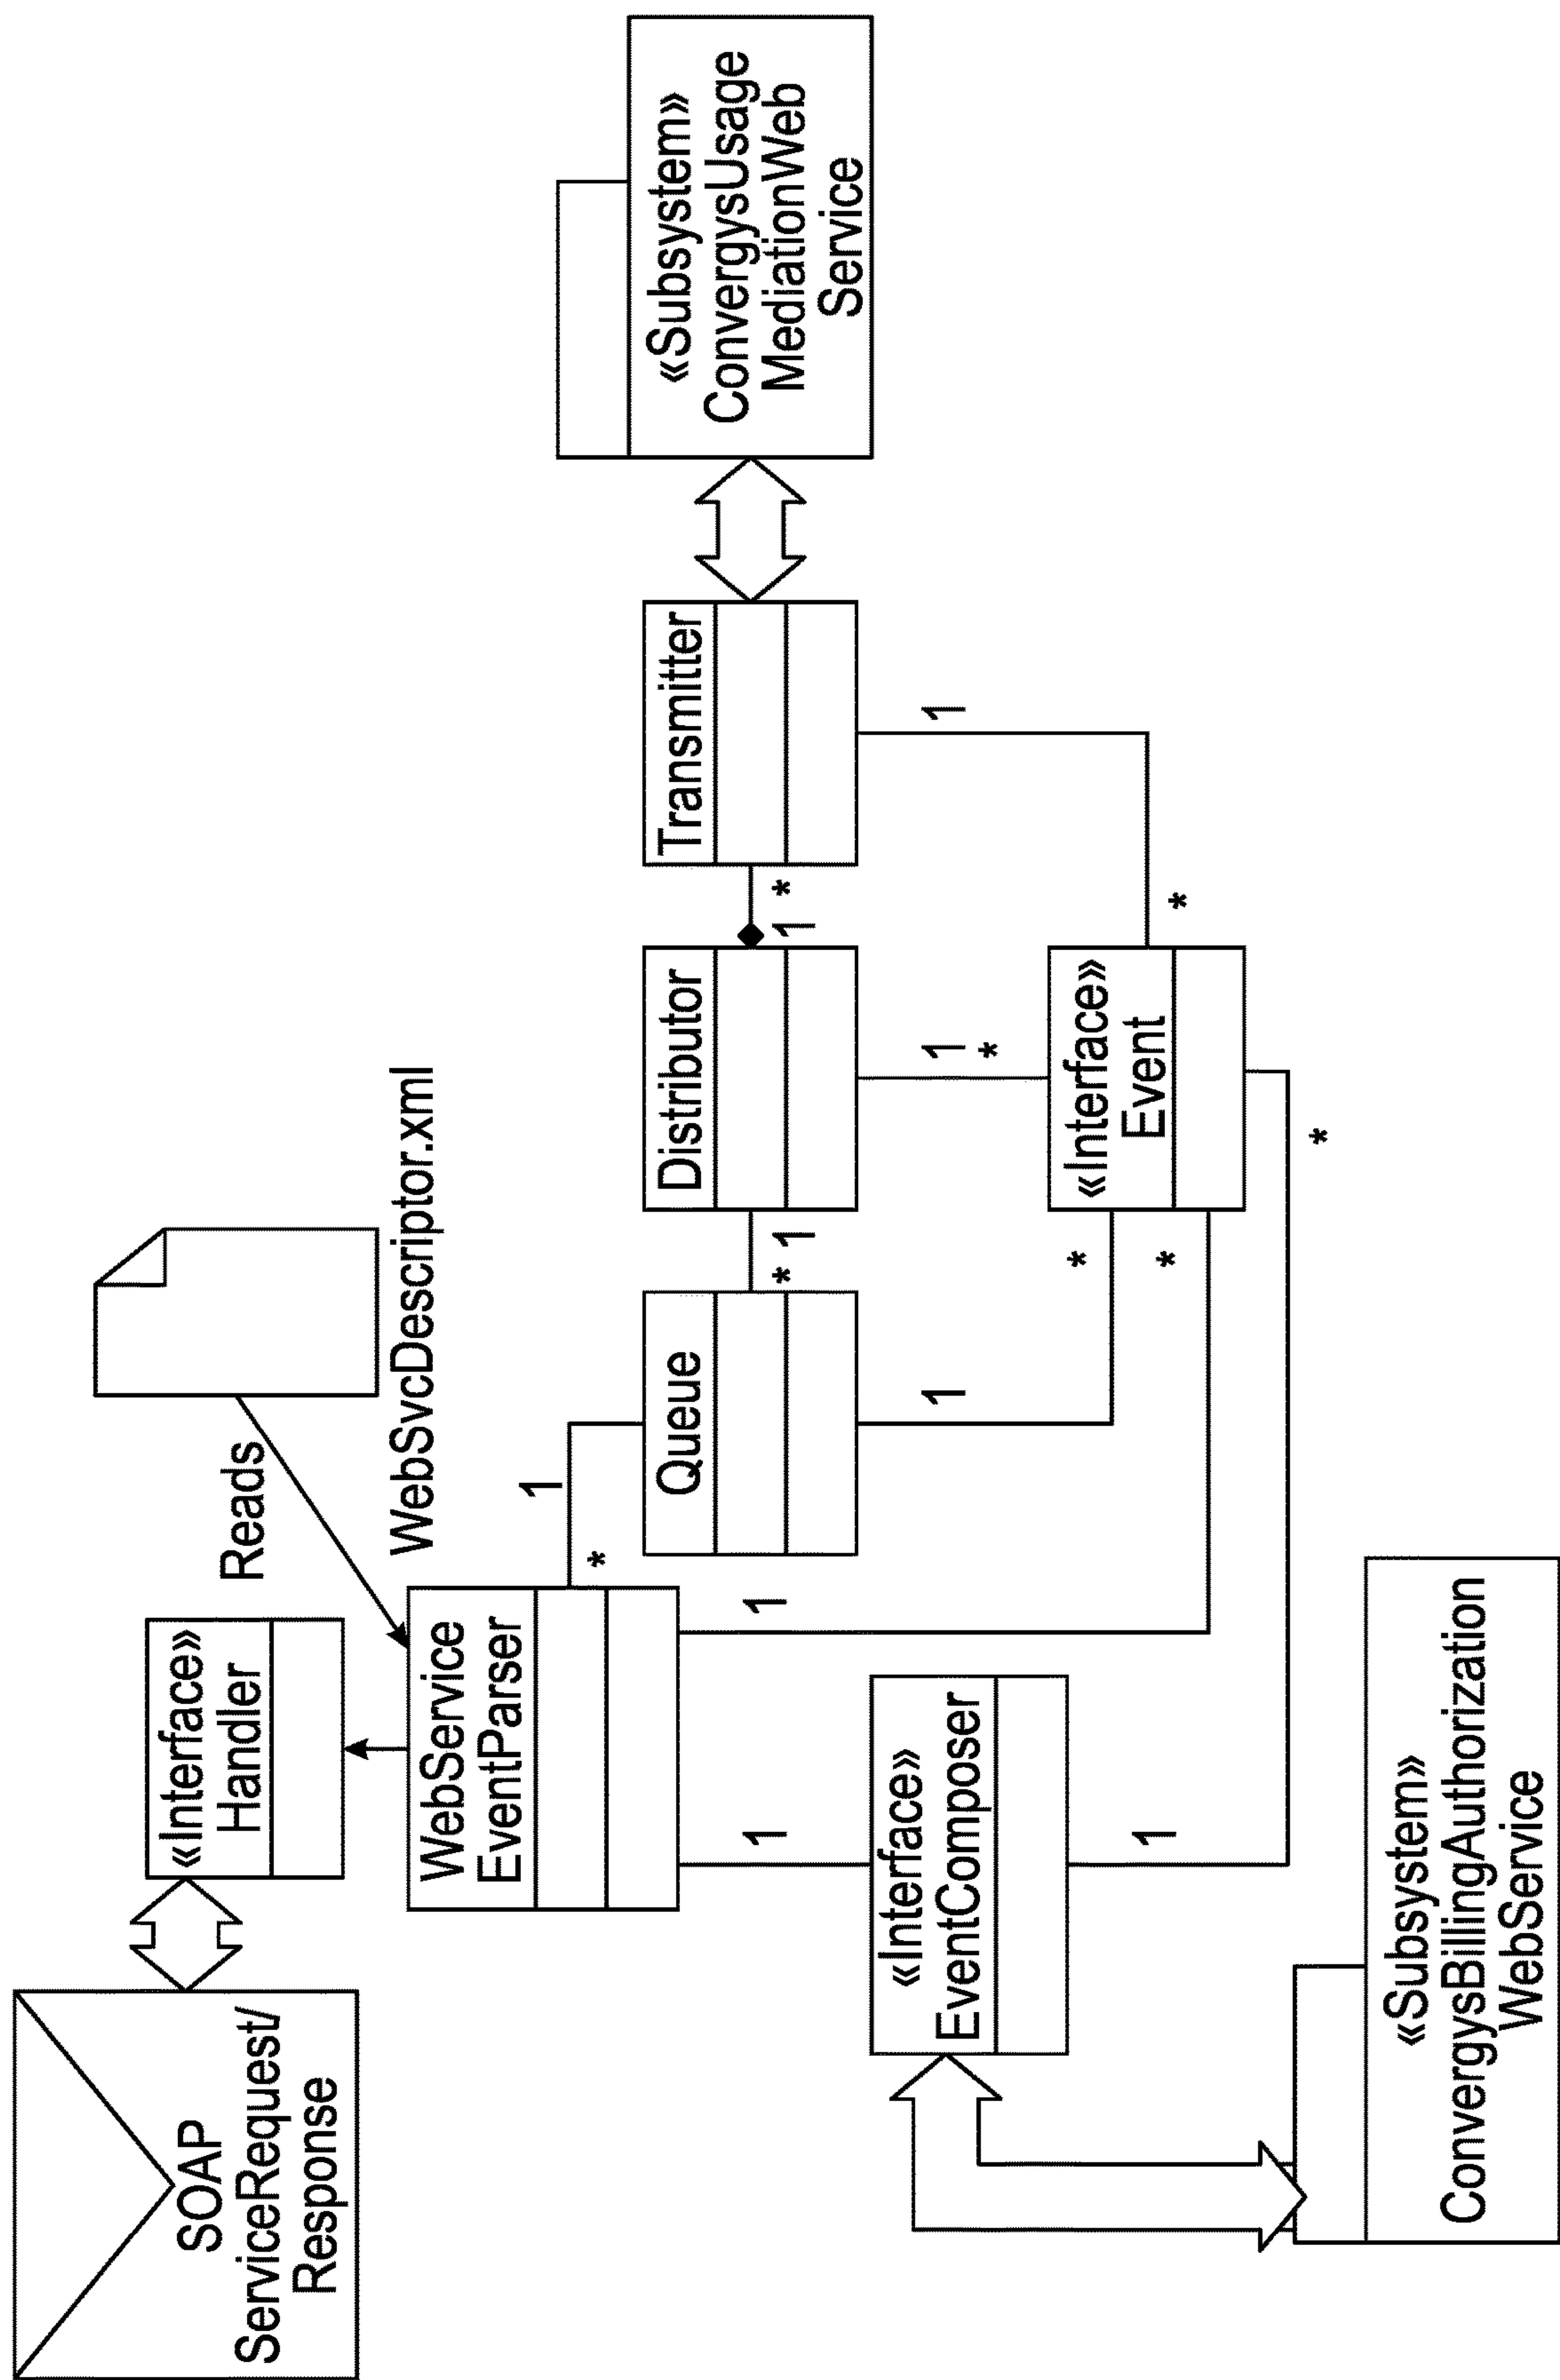 SOAP
ServiceRequest/
Response
«Interface»
Handler
Reads
WebSvcDescriptor.xml
WebService
EventParser
*
1
1
1
Queue
*
1
Distributor
1
*
Transmitter
«Subsystem»
ConvergysUsage
MediationWeb
Service
«Interface»
EventComposer
1
1
1
*
1
*
*
*
*
«Interface»
Event
1
«Subsystem»
ConvergysBillingAuthorization
WebService